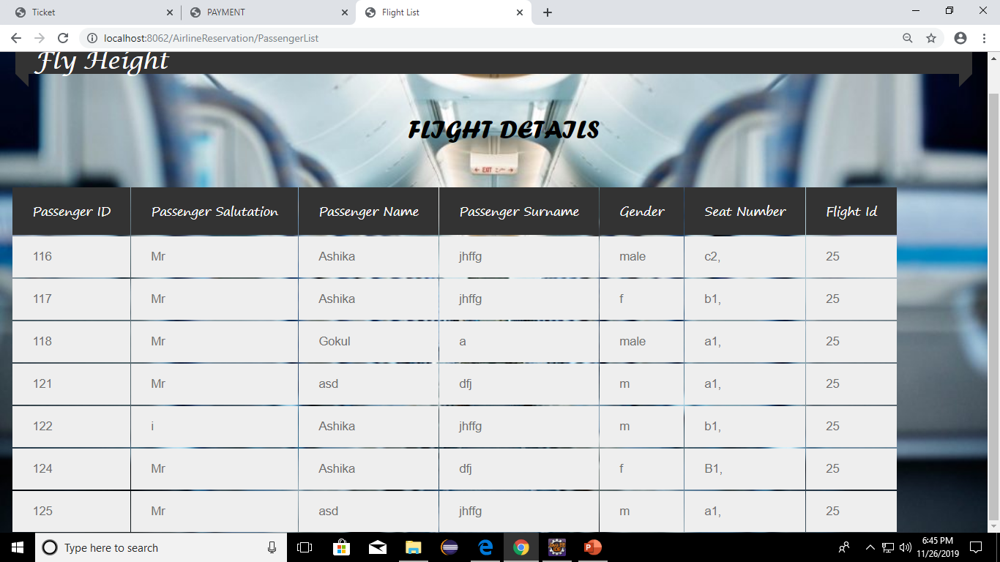 Ticket PAYMENT Flight List
localhost:8062/AirlineReservation/PassengerList
Fly Height
FLIGHT DETAILS
EXIT
Passenger ID Passenger Salutation Passenger Name Passenger Surname Gender Seat Number Flight Id
116 Mr Ashika jhffg male c2, 25
117 Mr Ashika jhffg f b1, 25
118 Mr Gokul a male a1, 25
121 Mr asd dfj m a1, 25
122 i Ashika jhffg m b1, 25
124 Mr Ashika dfj f B1, 25
125 Mr asd jhffg m a1, 25
Type here to search
6:45 PM
11/26/2019